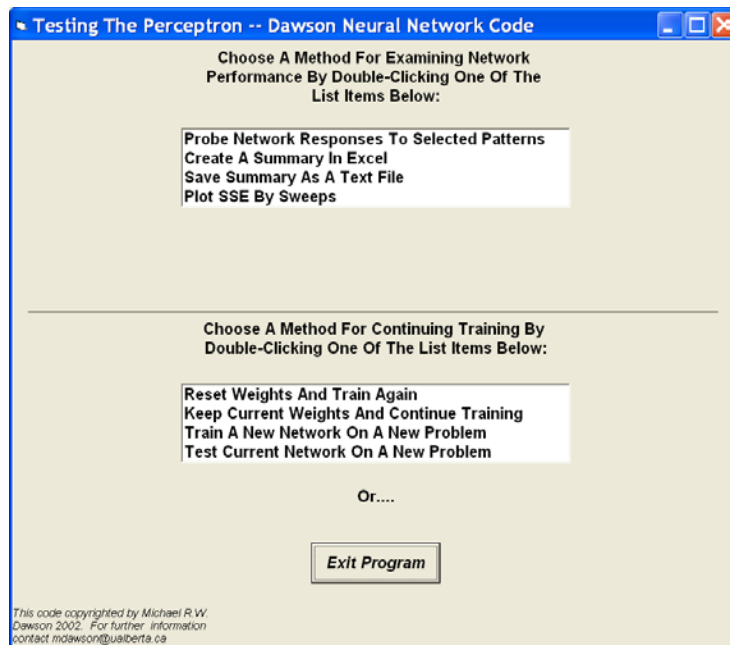 Testing The Perceptron -- Dawson Neural Network Code
Choose A Method For Examining Network
Performance By Double-Clicking One Of The
List Items Below:
Probe Network Responses To Selected Patterns
Create A Summary In Excel
Save Summary As A Text File
Plot SSE By Sweeps
Choose A Method For Continuing Training By
Double-Clicking One Of The List Items Below:
Reset Weights And Train Again
Keep Current Weights And Continue Training
Train A New Network On A New Problem
Test Current Network On A New Problem
Or....
Exit Program
This code copyrighted by Michael R.W.
Dawson 2002. For further information
contact mdawson@ualberta.ca